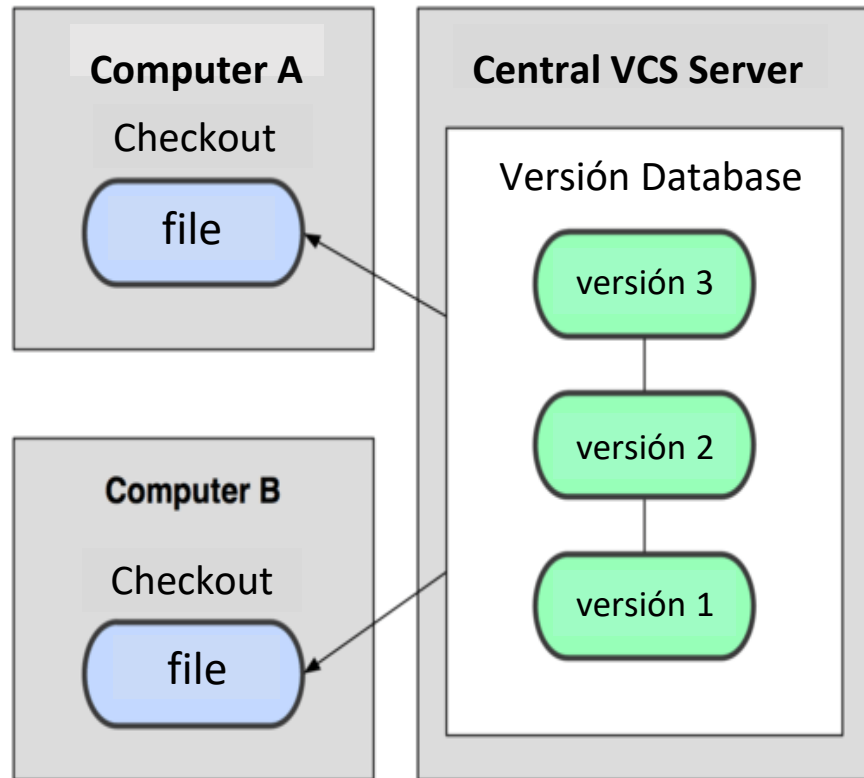 Computer A
Checkout
file
Computer B
Checkout
file
Central VCS Server
Versión Database
versión 3
versión 2
versión 1